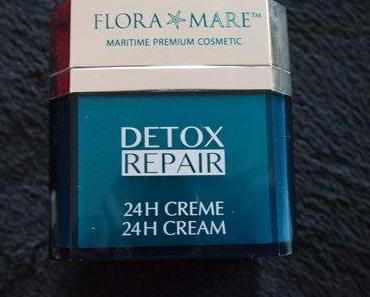 FLORA MARE™
MARITIME PREMIUM COSMETIC
DETOX
REPAIR
24H CREME
24H CREAM